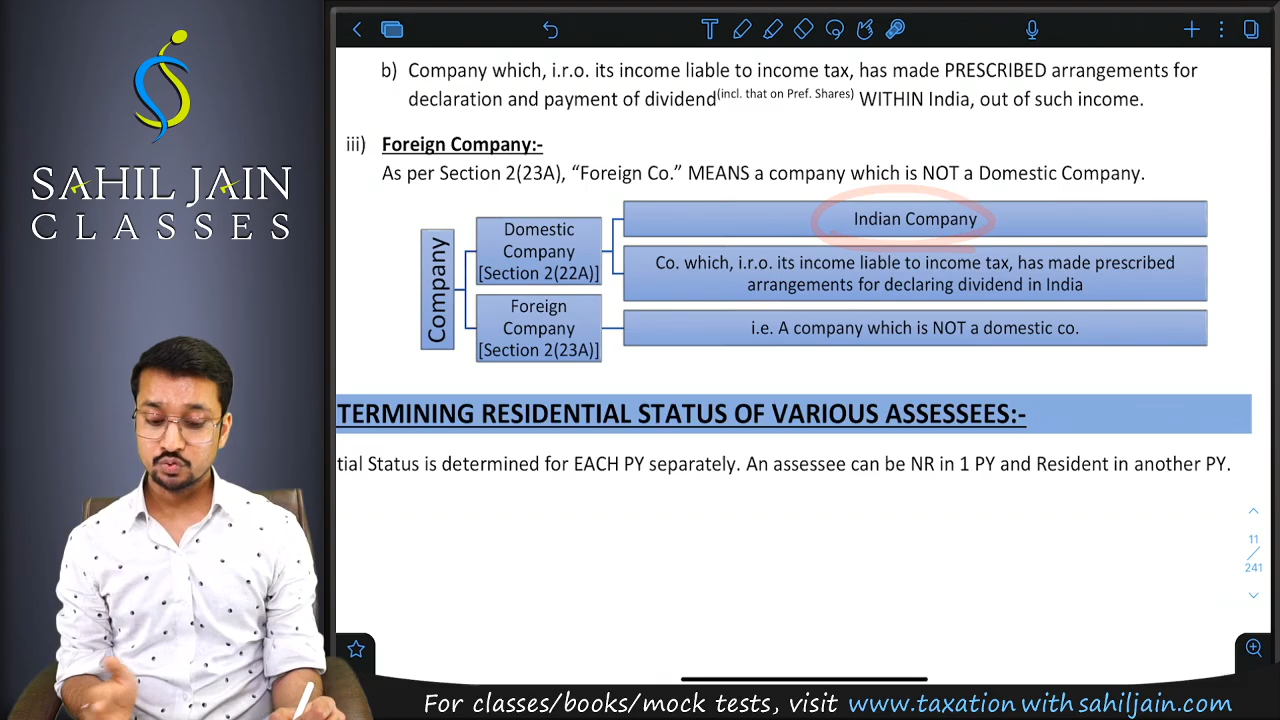 SAHIL JAIN
CLASSES
b) Company which, i.r.o. its income liable to income tax, has made PRESCRIBED arrangements for
declaration and payment of dividend(incl. that on Pref. Shares) WITHIN India, out of such income.
iii) Foreign Company:-
As per Section 2(23A), “Foreign Co.” MEANS a company which is NOT a Domestic Company.
Company
Domestic
Company
[Section 2(22A)]
Indian Company
Co. which, i.r.o. its income liable to income tax, has made prescribed
arrangements for declaring dividend in India
Foreign
Company
[Section 2(23A)]
i.e. A company which is NOT a domestic co.
TERMINING RESIDENTIAL STATUS OF VARIOUS ASSESSEES:-
tial Status is determined for EACH PY separately. An assessee can be NR in 1 PY and Resident in another PY.
11
/
241
For classes/books/mock tests, visit www.taxationwithsahiljain.com